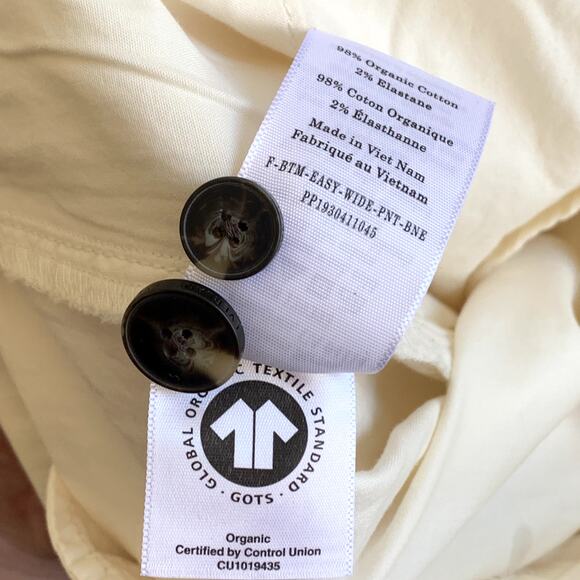 98% Organic Cotton
2% Elastane
98% Coton Organique
2% Élasthanne
Made in Viet Nam
Fabriqué au Vietnam
F-BTM-EASY-WIDE-PNT-BNE
PP1930411045
GLOBAL ORGANIC TEXTILE STANDARD
· GOTS ·
Organic
Certified by Control Union
CU1019435